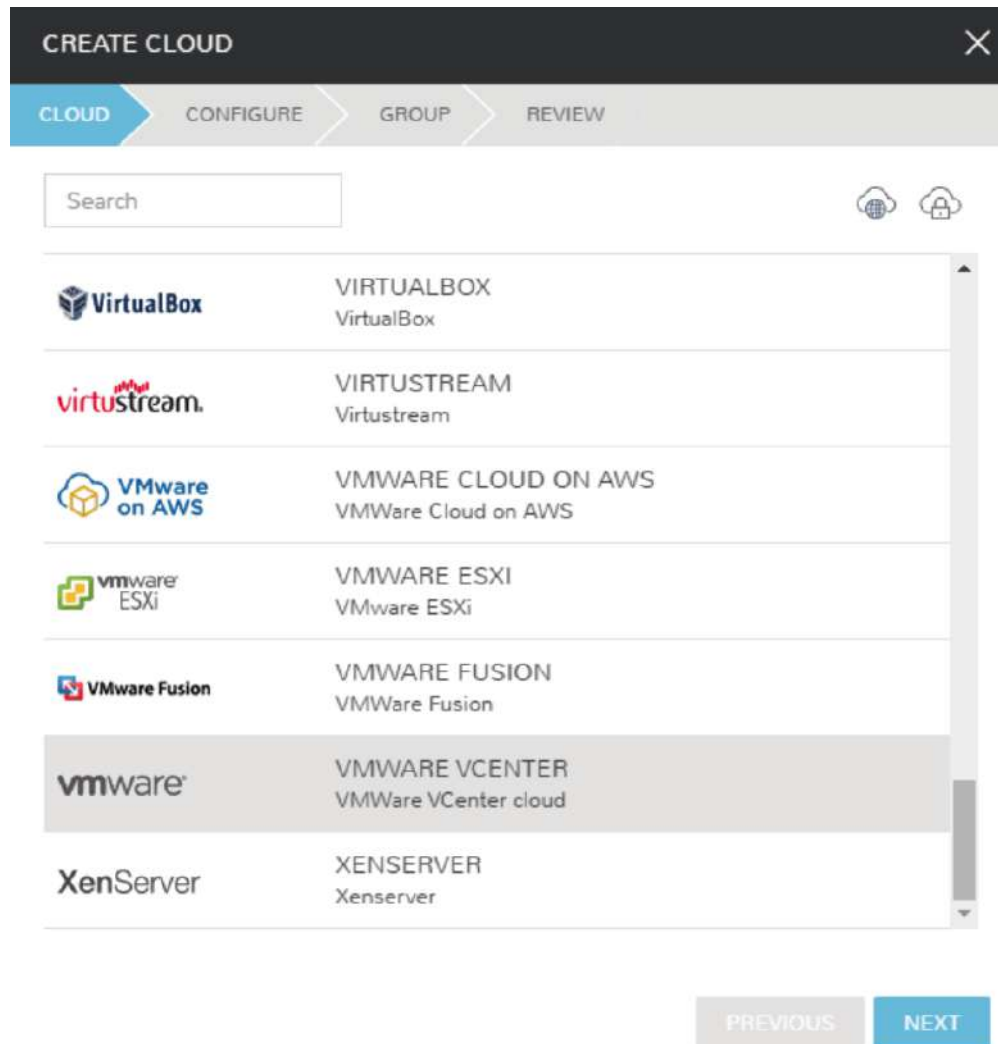 CREATE CLOUD
CLOUD CONFIGURE GROUP REVIEW
Search
VirtualBox VIRTUALBOX
VirtualBox
virtustream. VIRTUSTREAM
Virtustream
VMware on AWS VMWARE CLOUD ON AWS
VMWare Cloud on AWS
vmware ESXi VMWARE ESXI
VMware ESXi
VMware Fusion VMWARE FUSION
VMWare Fusion
vmware VMWARE VCENTER
VMWare VCenter cloud
XenServer XENSERVER
Xenserver
PREVIOUS NEXT